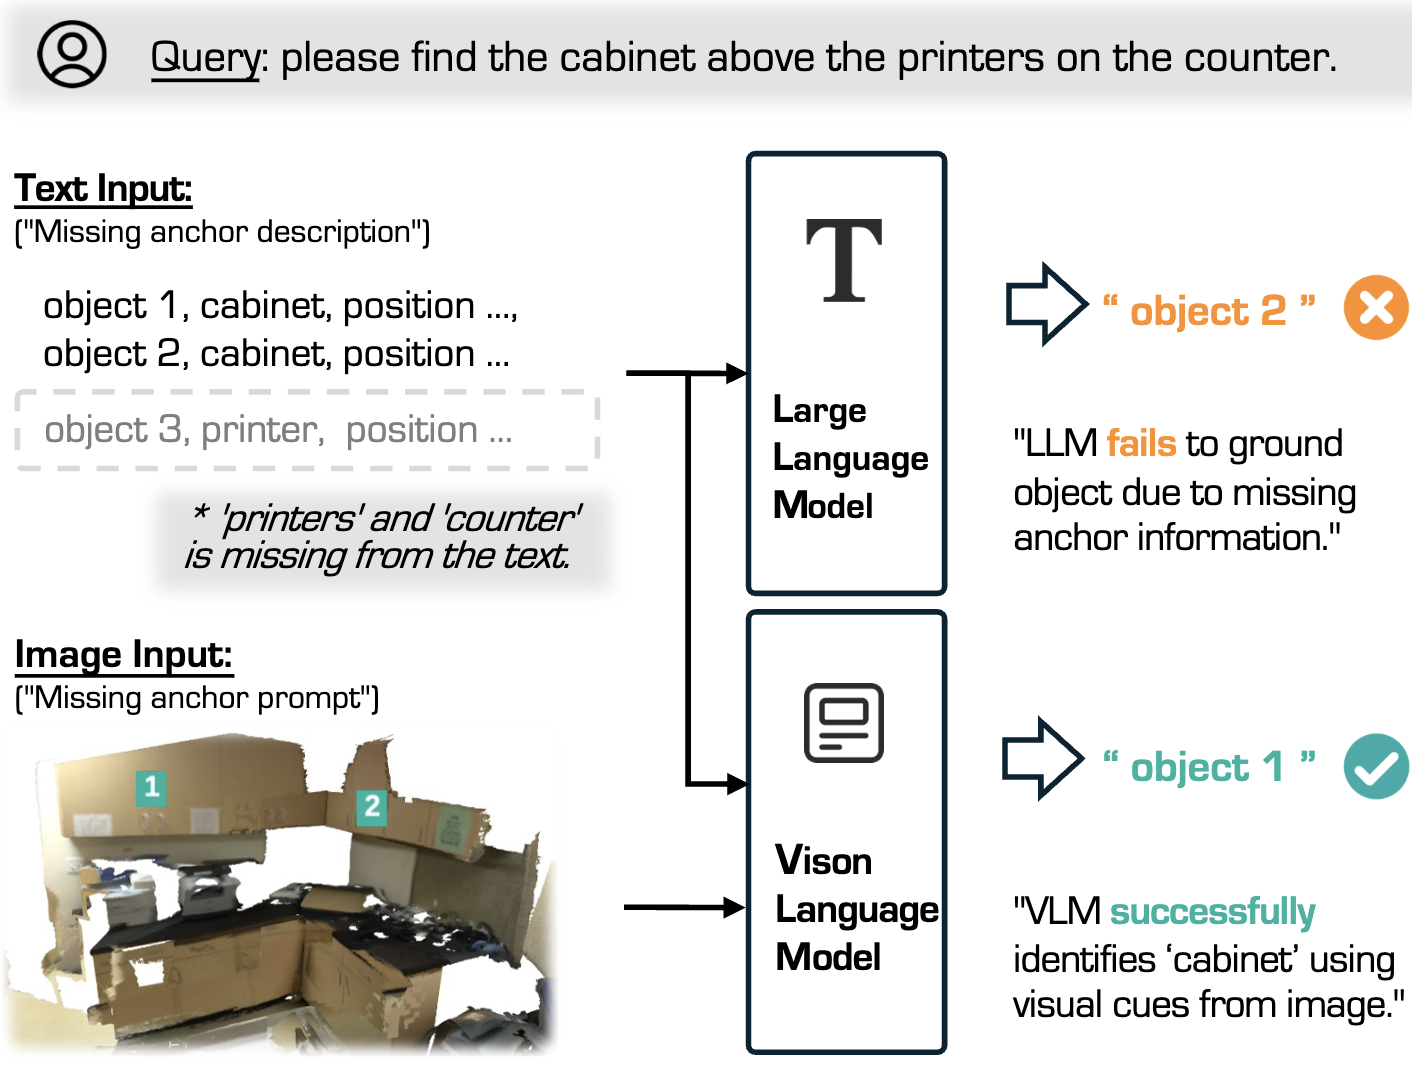 Query: please find the cabinet above the printers on the counter.
Text Input:
("Missing anchor description")
object 1, cabinet, position ...,
object 2, cabinet, position ...
object 3, printer, position ...
* 'printers' and 'counter'
is missing from the text.
Image Input:
("Missing anchor prompt")
1
2
T
Large
Language
Model
Vison
Language
Model
“ object 2 ”
"LLM fails to ground
object due to missing
anchor information."
“ object 1 ”
"VLM successfully
identifies ‘cabinet’ using
visual cues from image."